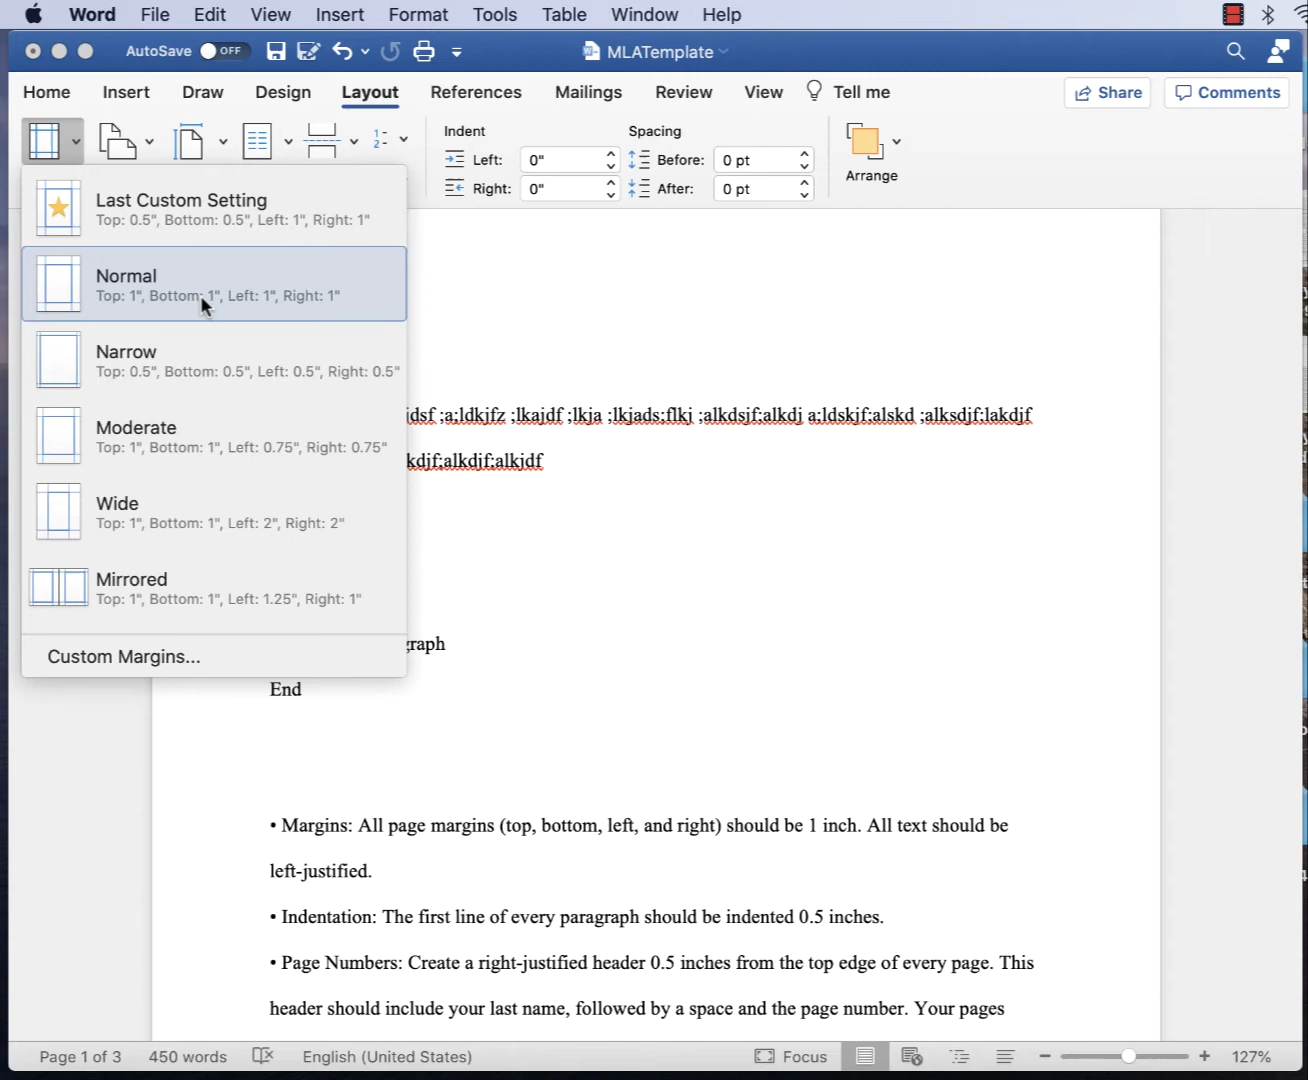 Word File Edit View Insert Format Tools Table Window Help
AutoSave OFF MLATemplate
Home Insert Draw Design Layout References Mailings Review View Tell me Share Comments
Indent Spacing
Left: 0" Before: 0 pt
Right: 0" After: 0 pt
Arrange
Last Custom Setting
Top: 0.5", Bottom: 0.5", Left: 1", Right: 1"
Normal
Top: 1", Bottom: 1", Left: 1", Right: 1"
Narrow
Top: 0.5", Bottom: 0.5", Left: 0.5", Right: 0.5"
Moderate
Top: 1", Bottom: 1", Left: 0.75", Right: 0.75"
Wide
Top: 1", Bottom: 1", Left: 2", Right: 2"
Mirrored
Top: 1", Bottom: 1", Left: 1.25", Right: 1"
Custom Margins...
jdsf ;a;ldkjfz ;lkajdf ;lkja ;lkjads;flkj ;alkdsjf;alkdj a;ldskjf;alskd ;alksdjf;lakdjf
kdjf;alkdjf;alkjdf
graph
End
• Margins: All page margins (top, bottom, left, and right) should be 1 inch. All text should be
left-justified.
• Indentation: The first line of every paragraph should be indented 0.5 inches.
• Page Numbers: Create a right-justified header 0.5 inches from the top edge of every page. This
header should include your last name, followed by a space and the page number. Your pages
Page 1 of 3 450 words English (United States) Focus 127%